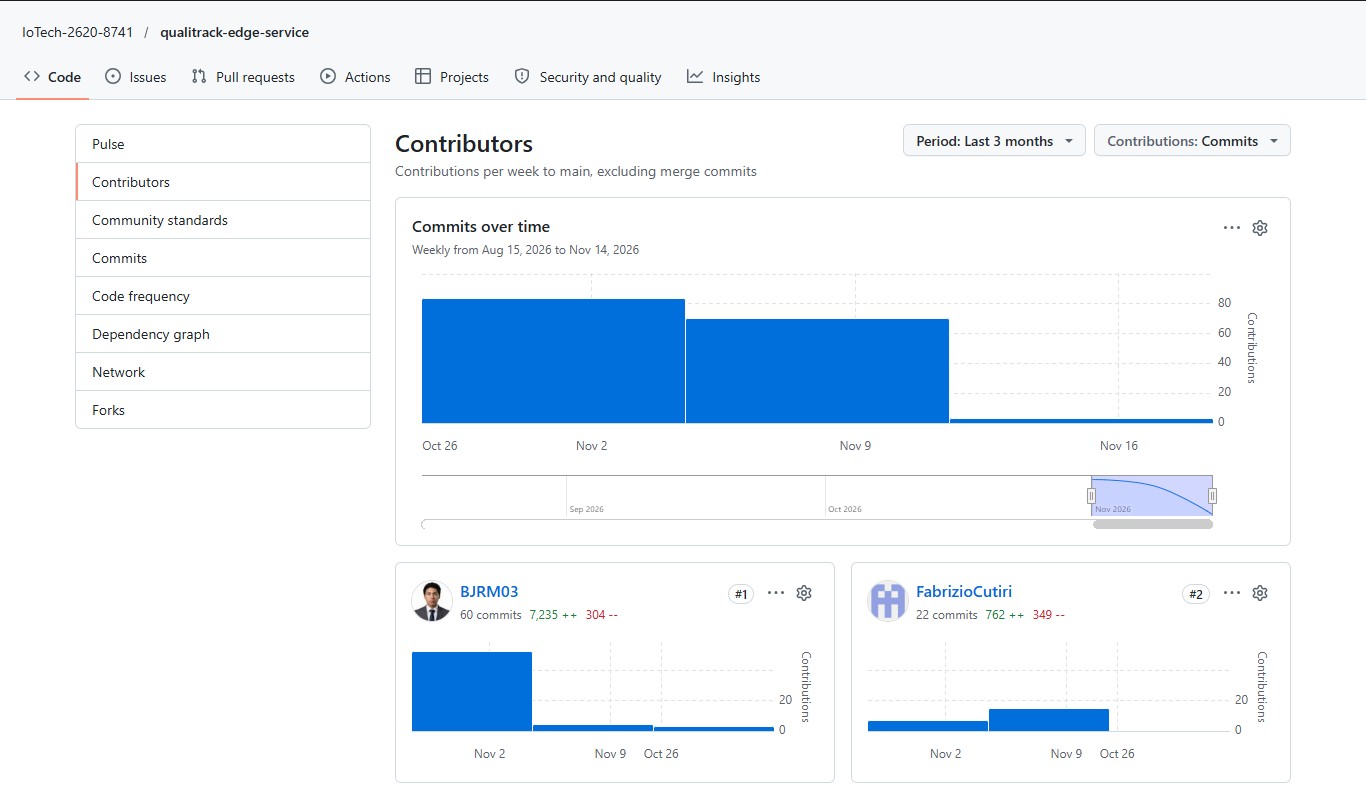 IoTech-2620-8741 / qualitrack-edge-service
Code Issues Pull requests Actions Projects Security and quality Insights
Pulse
Contributors
Community standards
Commits
Code frequency
Dependency graph
Network
Forks
Contributors
Contributions per week to main, excluding merge commits
Period: Last 3 months
Contributions: Commits
Commits over time
Weekly from Aug 15, 2026 to Nov 14, 2026
80
60
40
20
0
Contributions
Oct 26 Nov 2 Nov 9 Nov 16
Sep 2026 Oct 2026 Nov 2026
BJRM03
#1
60 commits 7,235 ++ 304 --
20
0
Contributions
Nov 2 Nov 9 Oct 26
FabrizioCutiri
#2
22 commits 762 ++ 349 --
20
0
Contributions
Nov 2 Nov 9 Oct 26